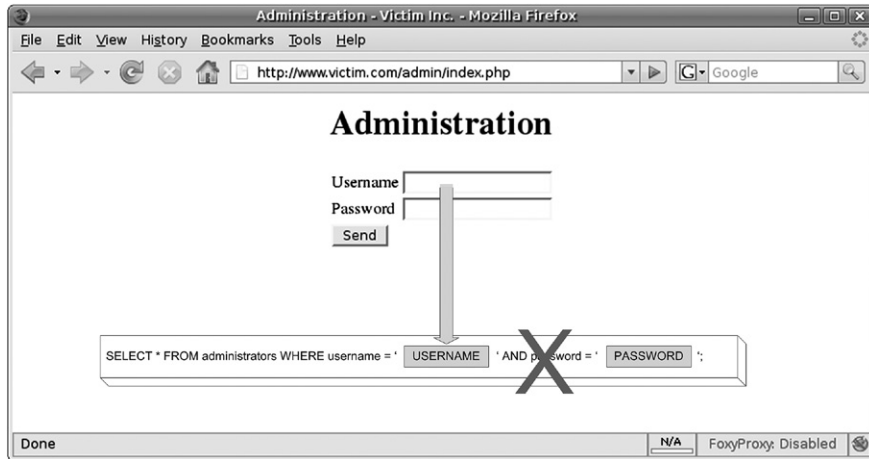 Administration - Victim Inc. - Mozilla Firefox
File Edit View History Bookmarks Tools Help
http://www.victim.com/admin/index.php
G Google
Administration
Username
Password
Send
SELECT * FROM administrators WHERE username = ' USERNAME ' AND password = ' PASSWORD ';
Done
N/A
FoxyProxy: Disabled